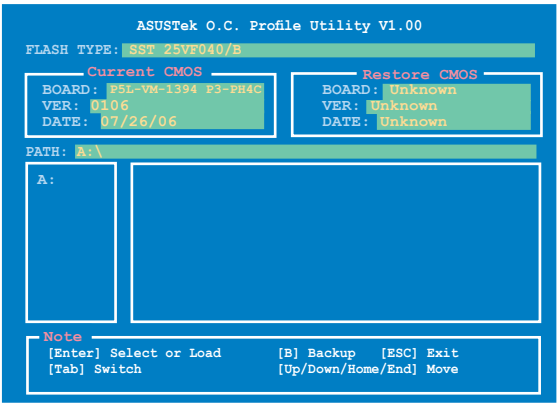 ASUSTek O.C. Profile Utility V1.00
FLASH TYPE: SST 25VF040/B
Current CMOS
BOARD: P5L-VM-1394 P3-PH4C
VER: 0106
DATE: 07/26/06
Restore CMOS
BOARD: Unknown
VER: Unknown
DATE: Unknown
PATH: A:\
A:
Note
[Enter] Select or Load [B] Backup [ESC] Exit
[Tab] Switch [Up/Down/Home/End] Move